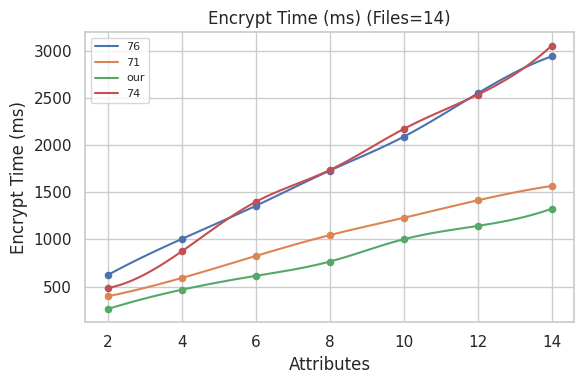 Encrypt Time (ms) (Files=14)
76
71
our
74
Encrypt Time (ms)
3000
2500
2000
1500
1000
500
2 4 6 8 10 12 14
Attributes